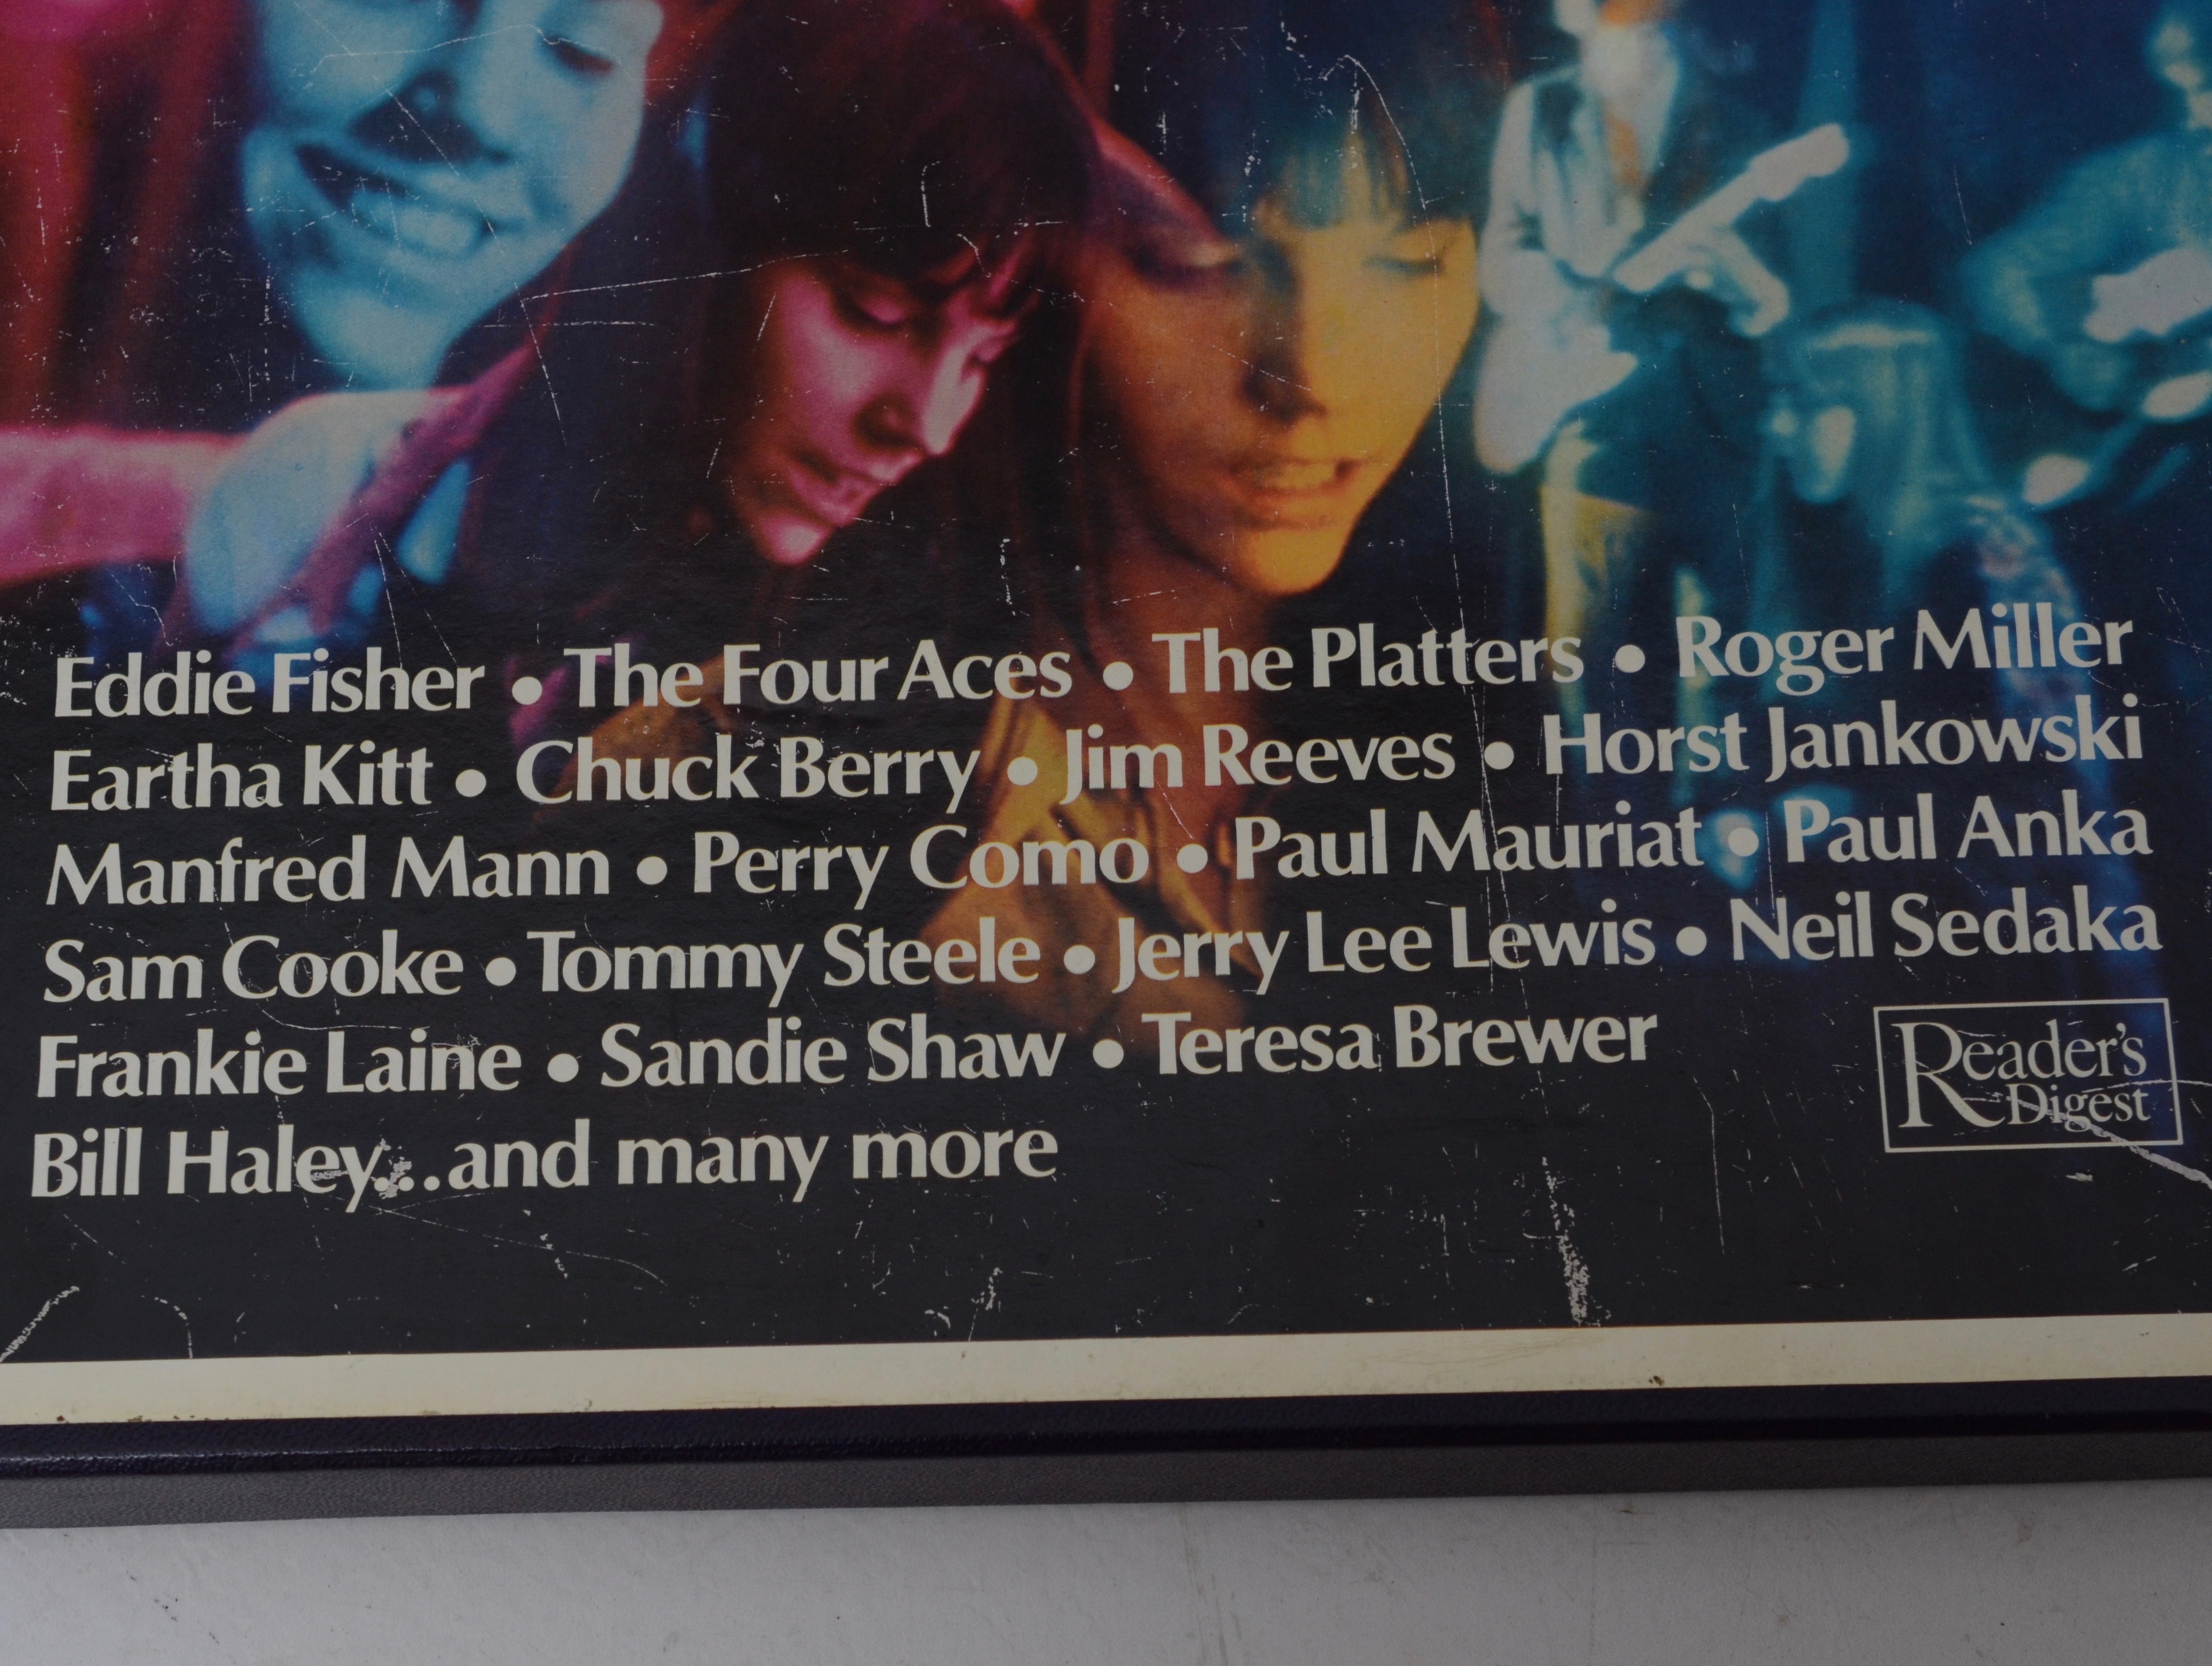 Eddie Fisher • The Four Aces • The Platters • Roger Miller
Eartha Kitt • Chuck Berry • Jim Reeves • Horst Jankowski
Manfred Mann • Perry Como • Paul Mauriat • Paul Anka
Sam Cooke • Tommy Steele • Jerry Lee Lewis • Neil Sedaka
Frankie Laine • Sandie Shaw • Teresa Brewer
Bill Haley...and many more
Reader's
Digest